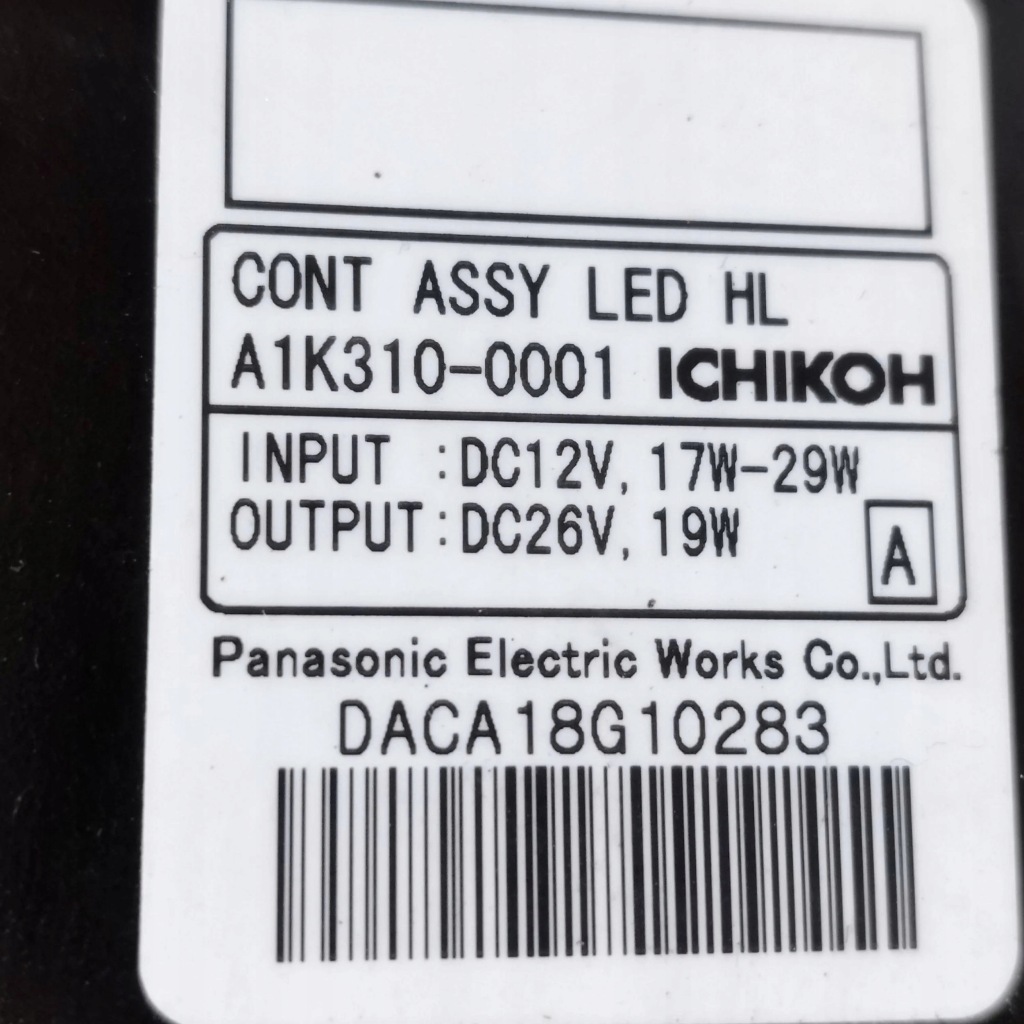 CONT ASSY LED HL
A1K310-0001 ICHIKOH
INPUT :DC12V, 17W-29W
OUTPUT:DC26V, 19W
A
Panasonic Electric Works Co.,Ltd.
DACA18G10283